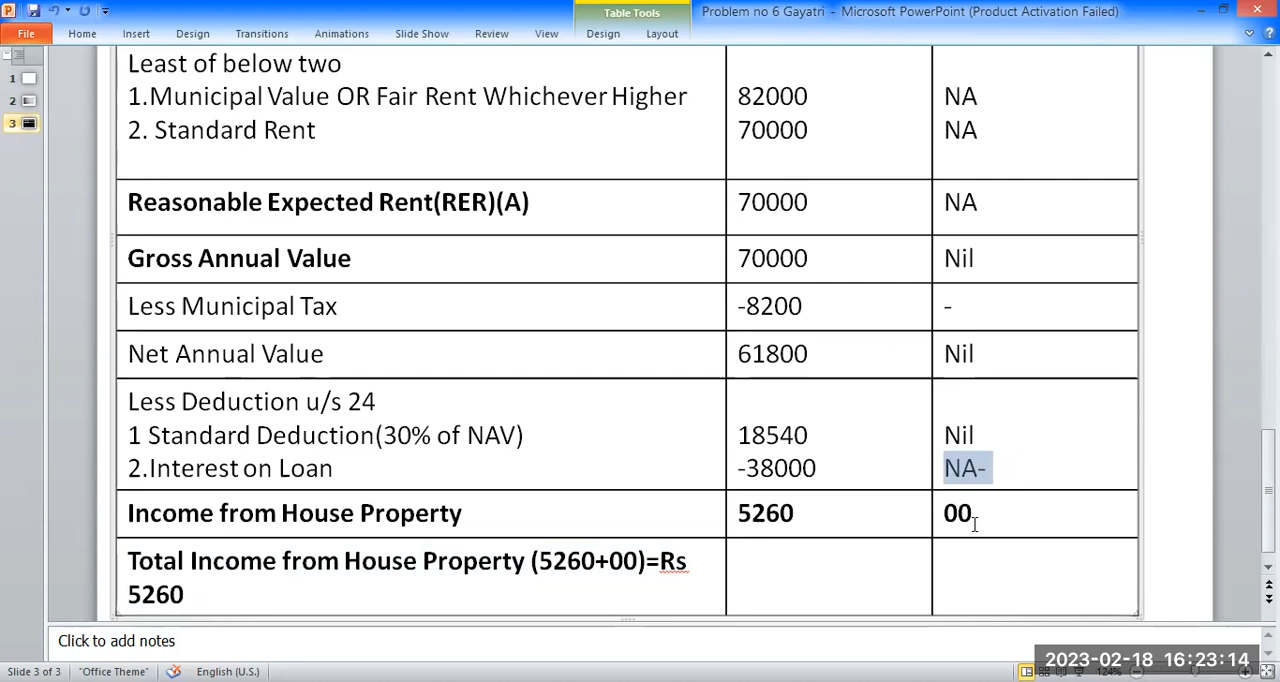 Table Tools
Problem no 6 Gayatri - Microsoft PowerPoint (Product Activation Failed)
File Home Insert Design Transitions Animations Slide Show Review View Design Layout
1
2
3
Least of below two
1.Municipal Value OR Fair Rent Whichever Higher 82000 NA
2. Standard Rent 70000 NA
Reasonable Expected Rent(RER)(A) 70000 NA
Gross Annual Value 70000 Nil
Less Municipal Tax -8200 -
Net Annual Value 61800 Nil
Less Deduction u/s 24
1 Standard Deduction(30% of NAV) 18540 Nil
2.Interest on Loan -38000 NA-
Income from House Property 5260 00
Total Income from House Property (5260+00)=Rs
5260
Click to add notes
2023-02-18 16:23:14
Slide 3 of 3 "Office Theme" English (U.S.) 124%